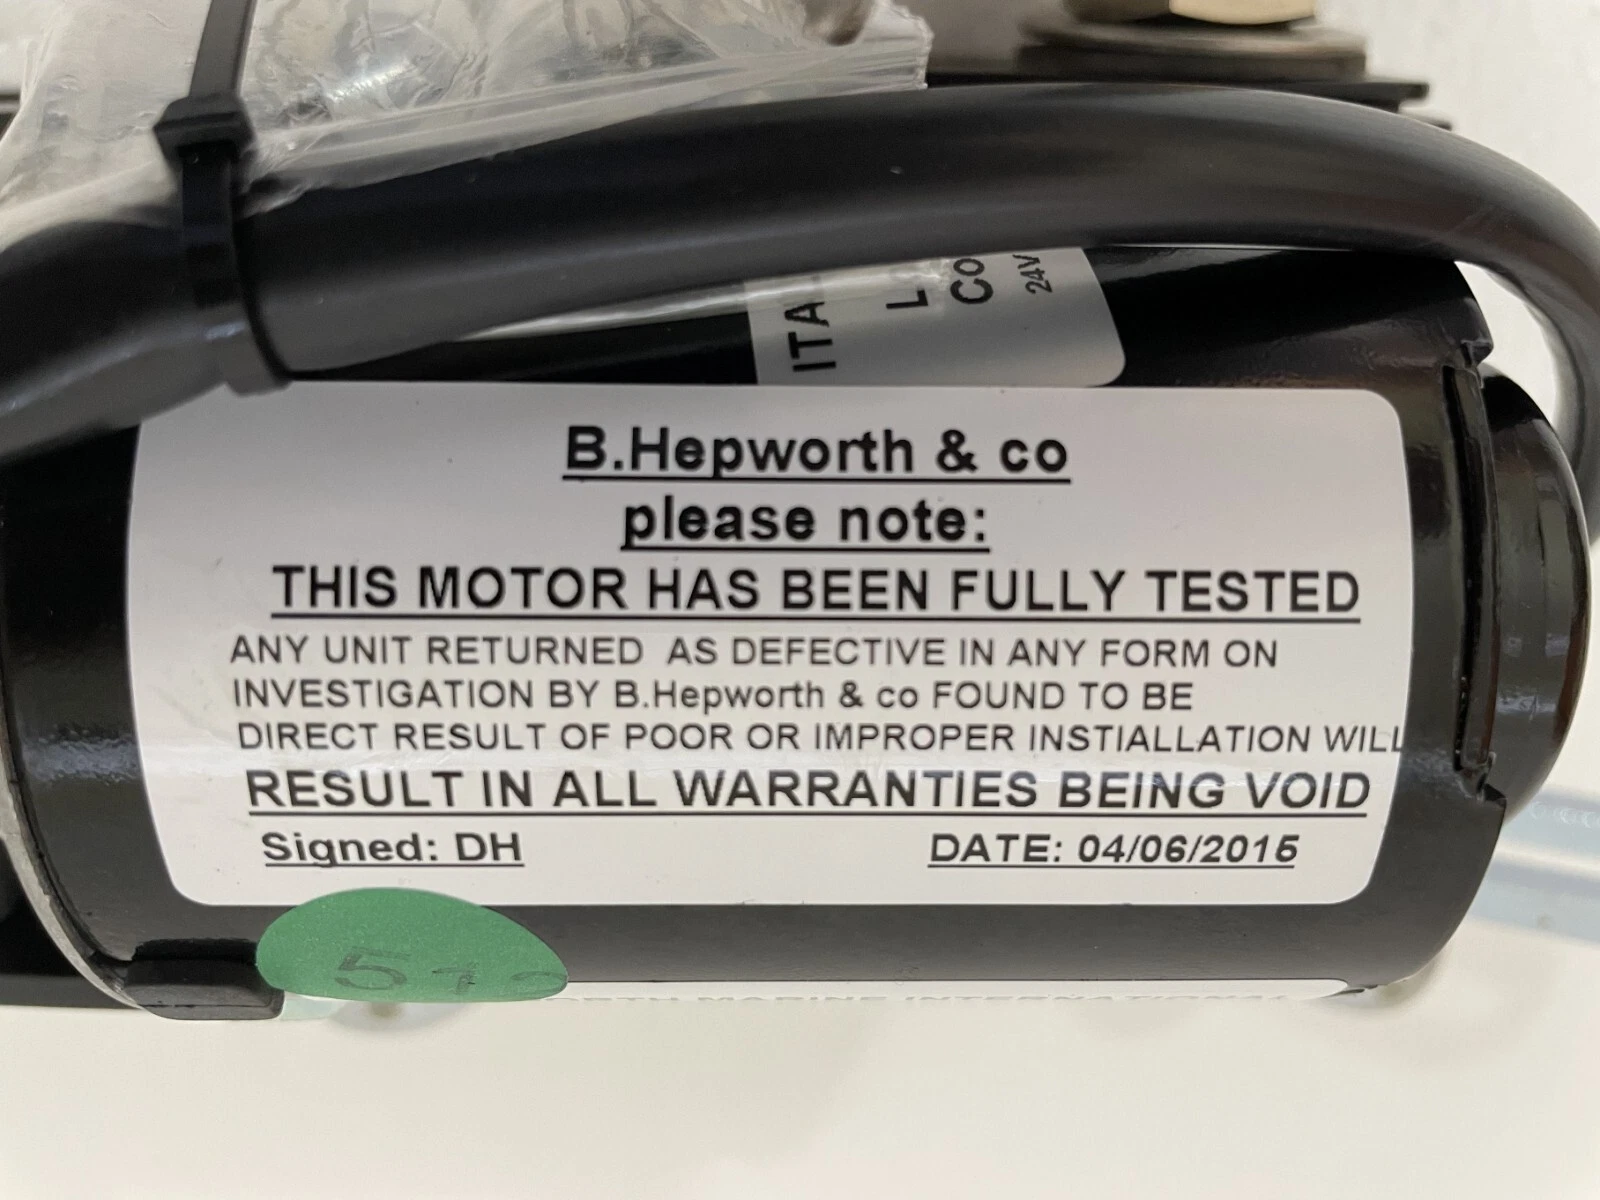 ITA
L
Co
24V
B.Hepworth & co
please note:
THIS MOTOR HAS BEEN FULLY TESTED
ANY UNIT RETURNED AS DEFECTIVE IN ANY FORM ON
INVESTIGATION BY B.Hepworth & co FOUND TO BE
DIRECT RESULT OF POOR OR IMPROPER INSTIALLATION WILL
RESULT IN ALL WARRANTIES BEING VOID
Signed: DH
DATE: 04/06/2015
5